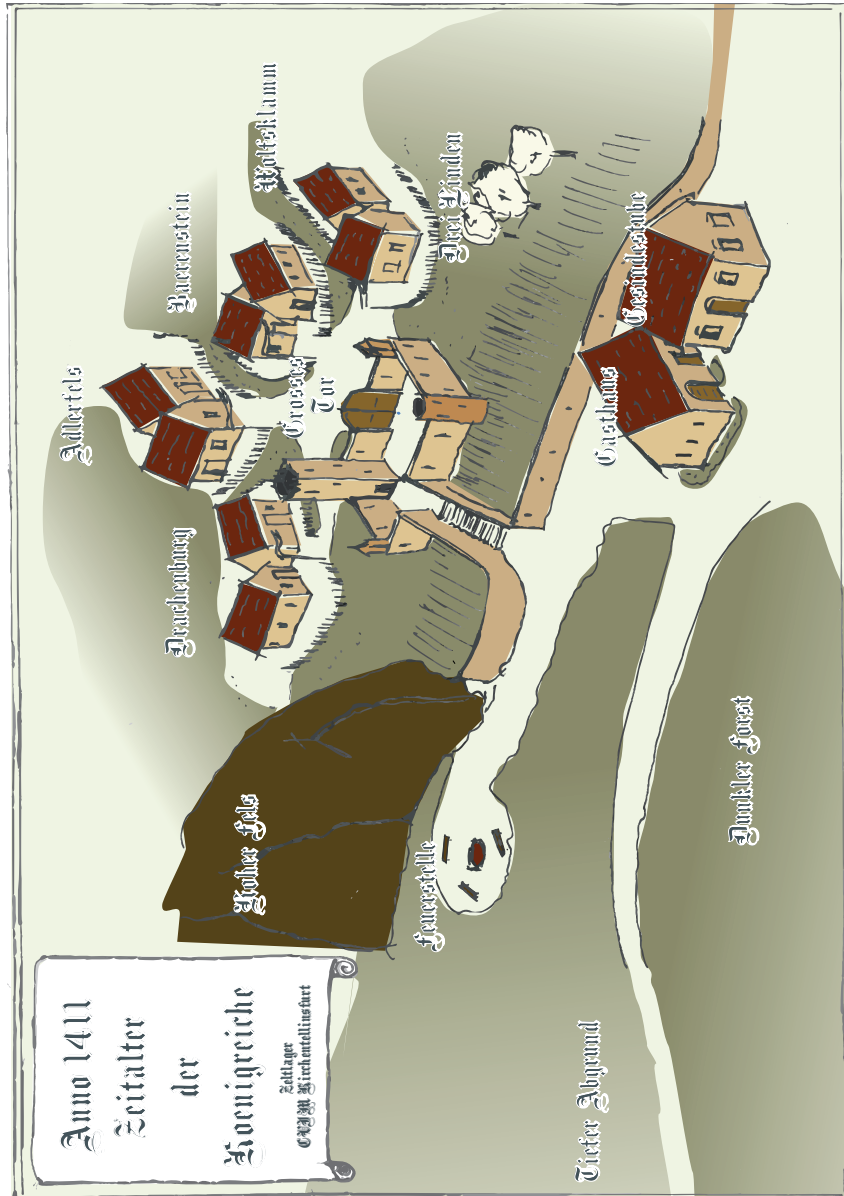 Anno 1411
Zeitalter
der
Koenigreiche
Zeltlager
CVJM Kirchentellinsfurt
Hoher Fels
Feuerstelle
Tiefer Abgrund
Dunkler Forst
Drachenburg
Adlerfels
Grosses
Tor
Baerenstein
Wolfsklamm
Drei Linden
Gasthaus
Gesindestube